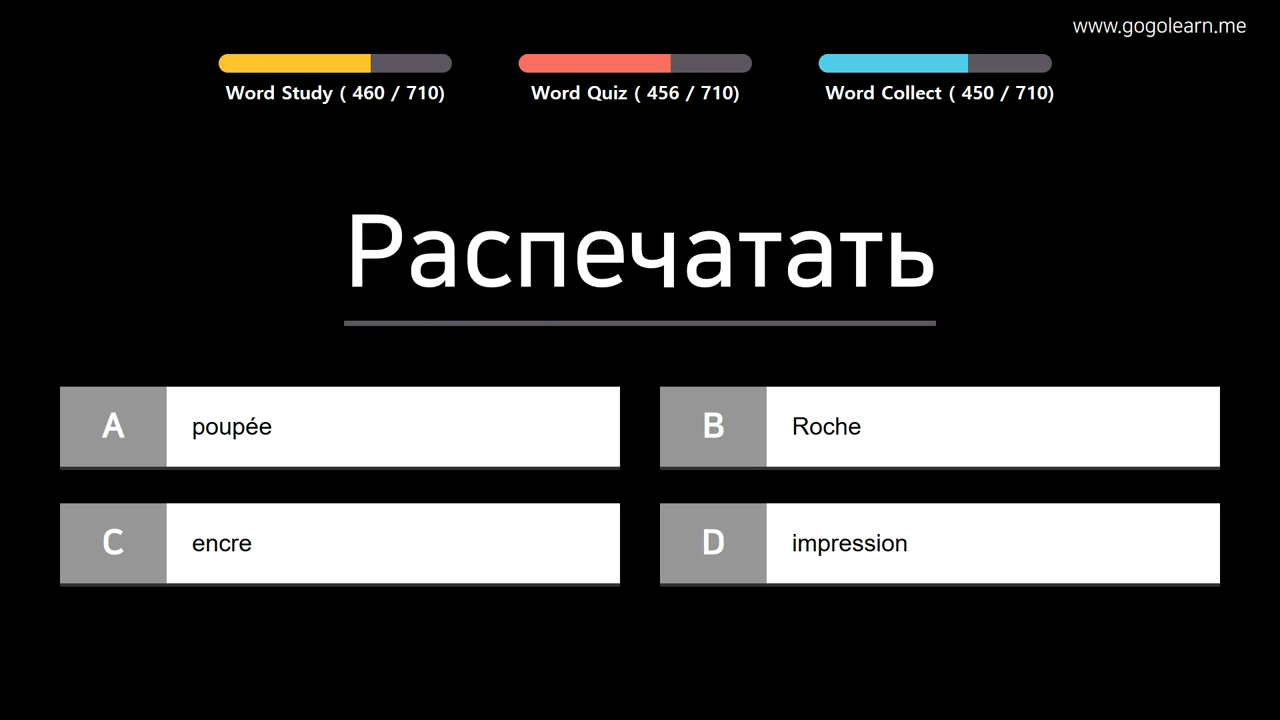 www.gogolearn.me
Word Study ( 460 / 710)
Word Quiz ( 456 / 710)
Word Collect ( 450 / 710)
Распечатать
A poupée
B Roche
C encre
D impression